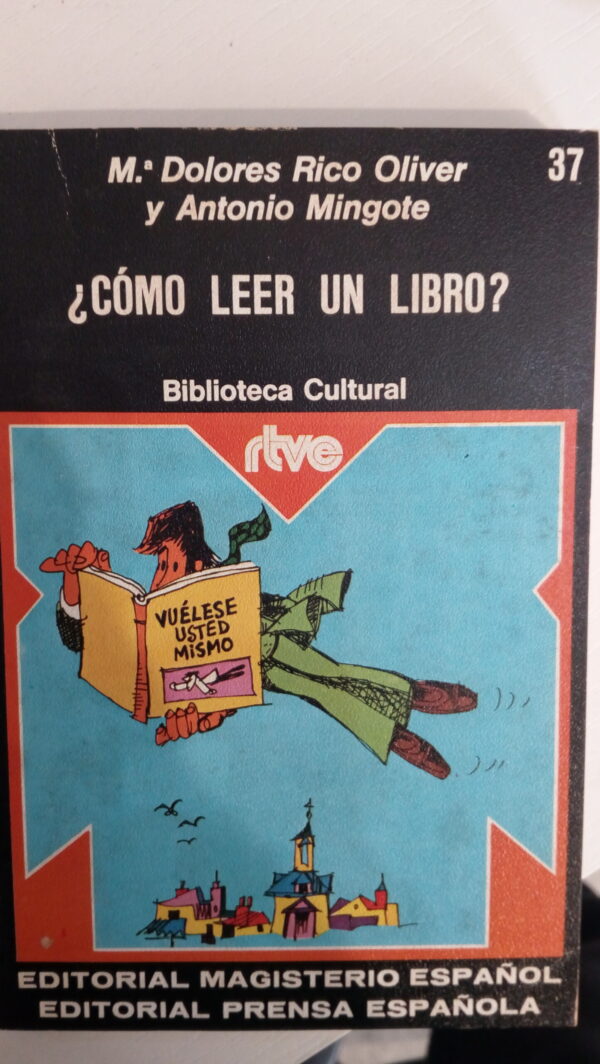 M.ª Dolores Rico Oliver
y Antonio Mingote
37
¿CÓMO LEER UN LIBRO?
Biblioteca Cultural
rtve
VUÉLESE
USTED
MISMO
EDITORIAL MAGISTERIO ESPAÑOL
EDITORIAL PRENSA ESPAÑOLA